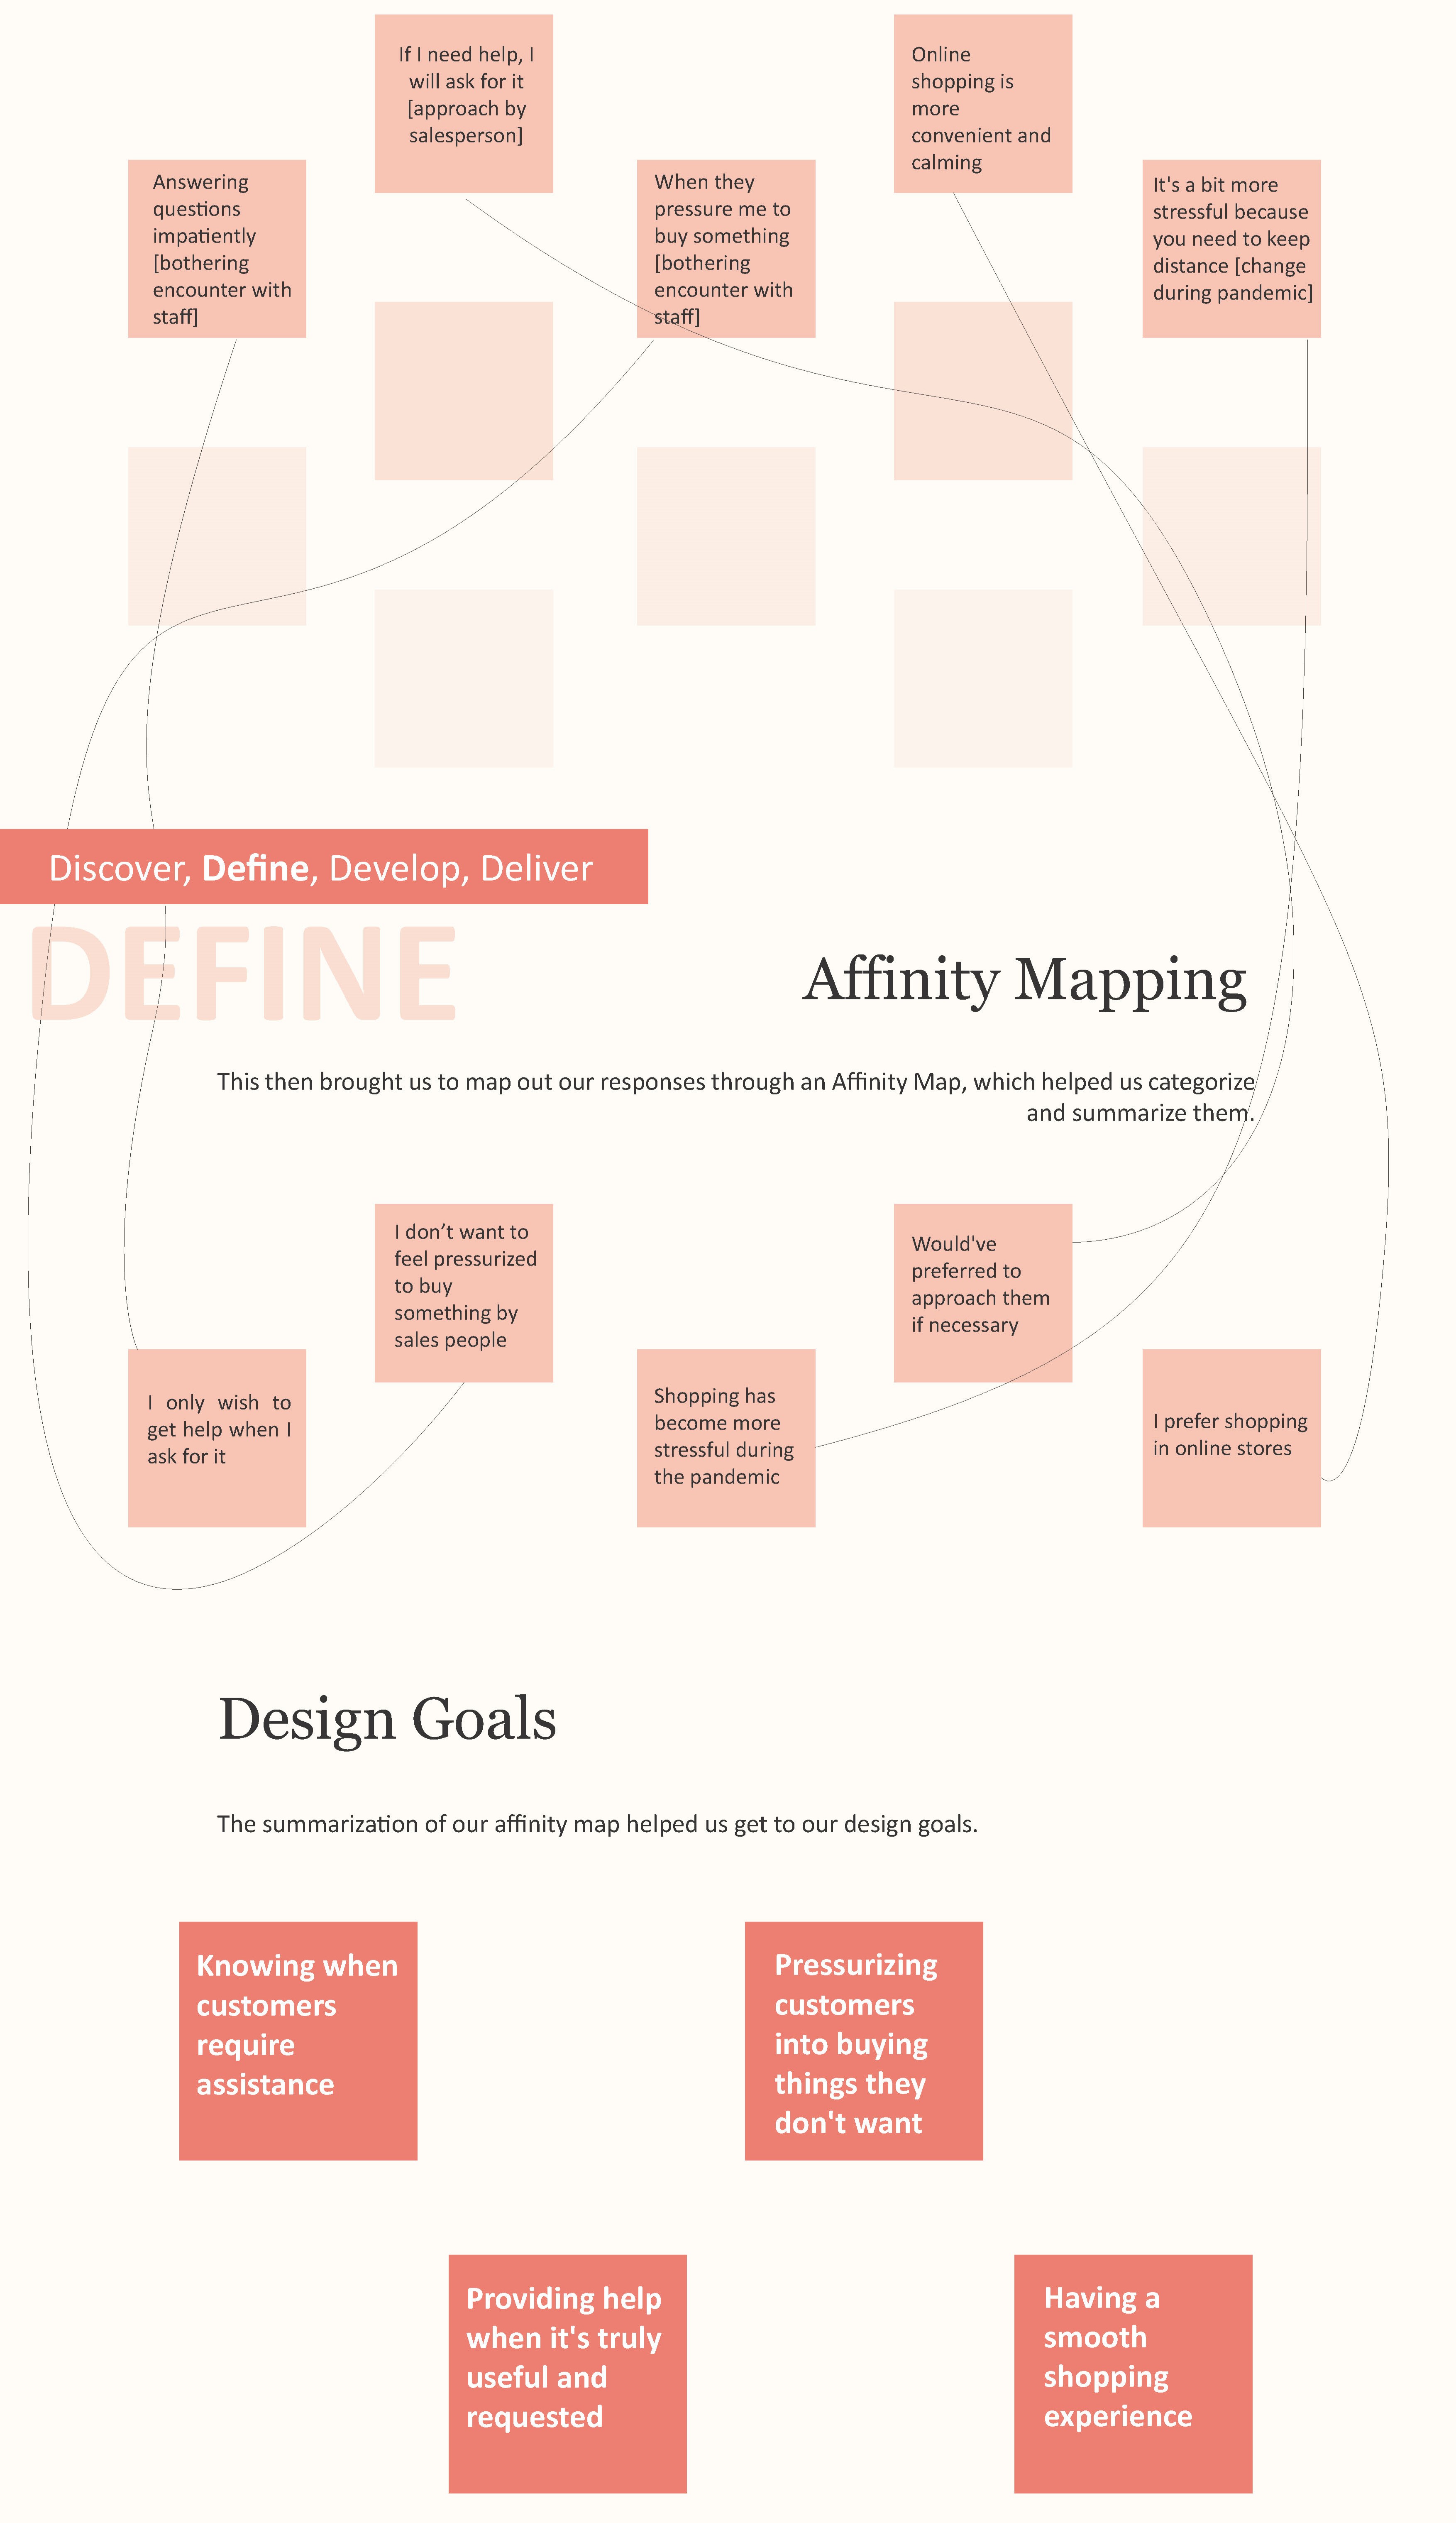 If I need help, I
will ask for it
[approach by
salesperson]
Online
shopping is
more
convenient and
calming
Answering
questions
impatiently
[bothering
encounter with
staff]
When they
pressure me to
buy something
[bothering
encounter with
staff]
It's a bit more
stressful because
you need to keep
distance [change
during pandemic]
Discover, Define, Develop, Deliver
DEFINE
Affinity Mapping
This then brought us to map out our responses through an Affinity Map, which helped us categorize
and summarize them.
I don’t want to
feel pressurized
to buy
something by
sales people
Would've
preferred to
approach them
if necessary
I only wish to
get help when I
ask for it
Shopping has
become more
stressful during
the pandemic
I prefer shopping
in online stores
Design Goals
The summarization of our affinity map helped us get to our design goals.
Knowing when
customers
require
assistance
Pressurizing
customers
into buying
things they
don't want
Providing help
when it's truly
useful and
requested
Having a
smooth
shopping
experience